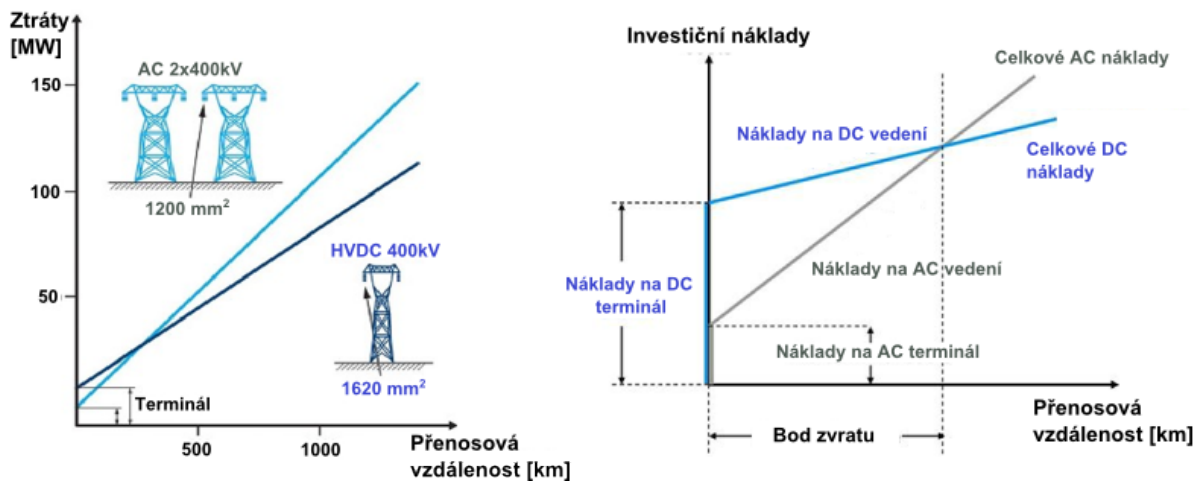 Ztráty
[MW]
150
100
50
AC 2x400kV
1200 mm²
HVDC 400kV
1620 mm²
Terminál
500
1000
Přenosová
vzdálenost [km]
Investiční náklady
Celkové AC náklady
Náklady na DC vedení
Celkové DC
náklady
Náklady na DC
terminál
Náklady na AC vedení
Náklady na AC terminál
Bod zvratu
Přenosová
vzdálenost [km]